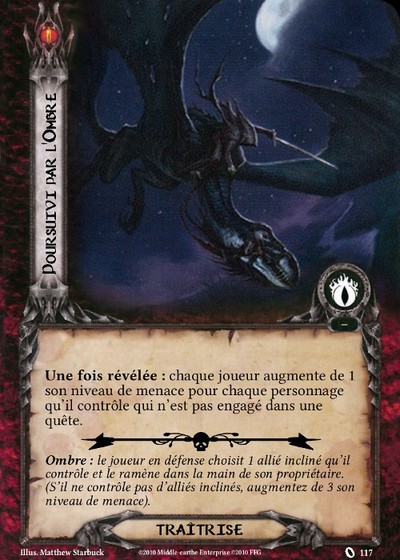 POURSUIVI PAR L'OMBRE
Une fois révélée : chaque joueur augmente de 1
son niveau de menace pour chaque personnage
qu'il contrôle qui n'est pas engagé dans une
quête.
Ombre : le joueur en défense choisit 1 allié incliné qu'il
contrôle et le ramène dans la main de son propriétaire.
(S'il ne contrôle pas d'alliés inclinés, augmentez de 3 son
niveau de menace).
TRAÎTRISE
Illus. Matthew Starbuck
©2010 Middle-earthe Enterprise ©2010 FFG
117